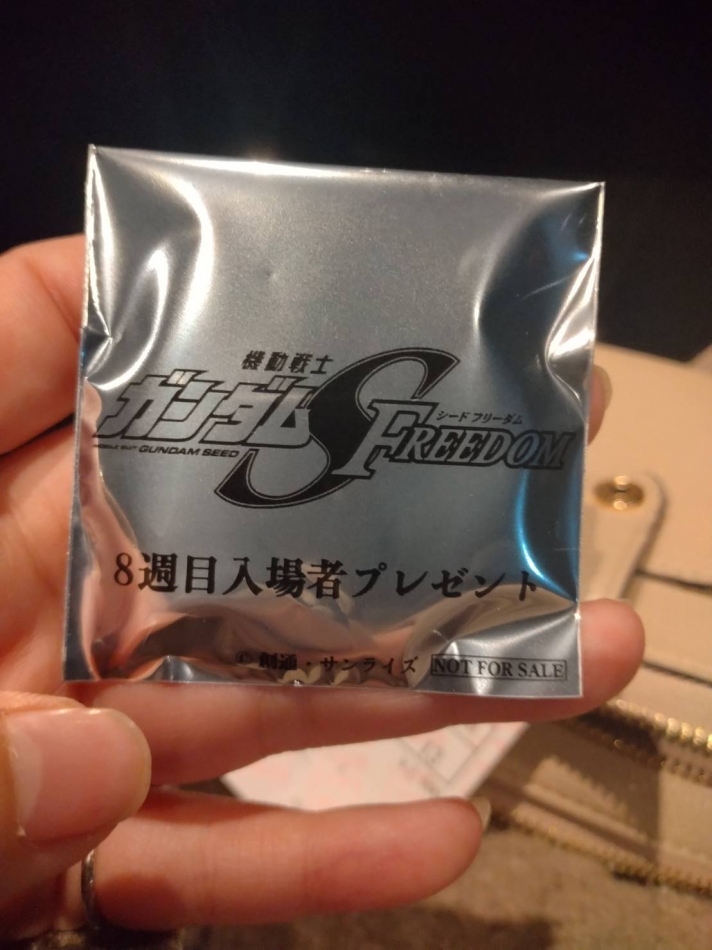 機動戦士
ガンダムS
シード フリーダム
FREEDOM
MOBILE SUIT GUNDAM SEED
8週目入場者プレゼント
© 創通・サンライズ NOT FOR SALE